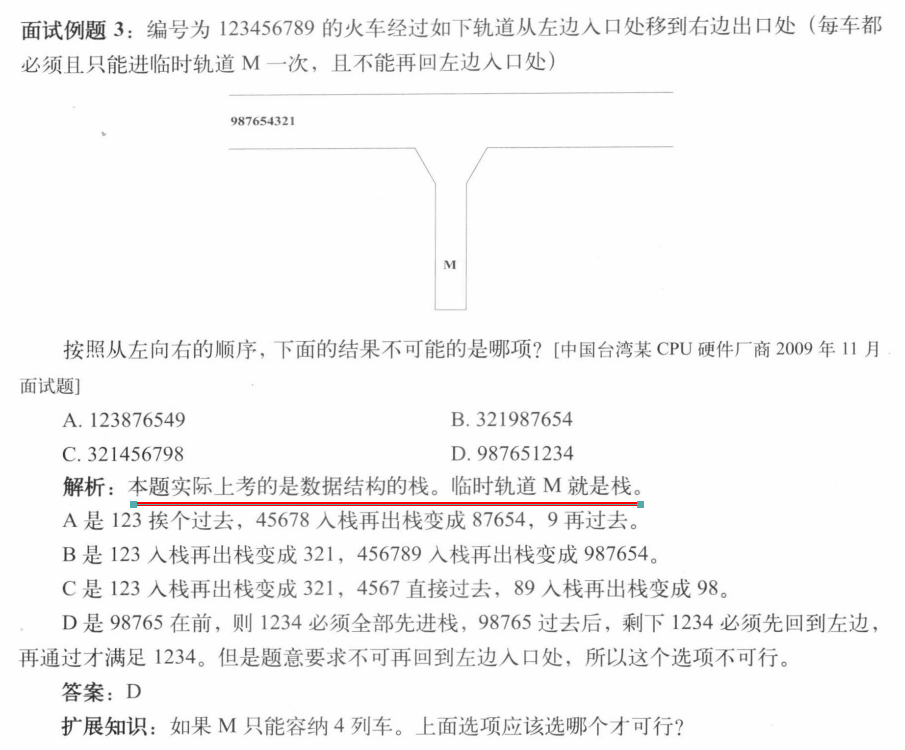 面试例题 3：编号为 123456789 的火车经过如下轨道从左边入口处移到右边出口处（每车都
必须且只能进临时轨道 M 一次，且不能再回左边入口处）
987654321
M
按照从左向右的顺序，下面的结果不可能的是哪项？[中国台湾某 CPU 硬件厂商 2009 年 11 月
面试题]
A. 123876549 B. 321987654
C. 321456798 D. 987651234
解析：本题实际上考的是数据结构的栈。临时轨道 M 就是栈。
A 是 123 挨个过去，45678 入栈再出栈变成 87654，9 再过去。
B 是 123 入栈再出栈变成 321，456789 入栈再出栈变成 987654。
C 是 123 入栈再出栈变成 321，4567 直接过去，89 入栈再出栈变成 98。
D 是 98765 在前，则 1234 必须全部先进栈，98765 过去后，剩下 1234 必须先回到左边，
再通过才满足 1234。但是题意要求不可再回到左边入口处，所以这个选项不可行。
答案：D
扩展知识：如果 M 只能容纳 4 列车。上面选项应该选哪个才可行？